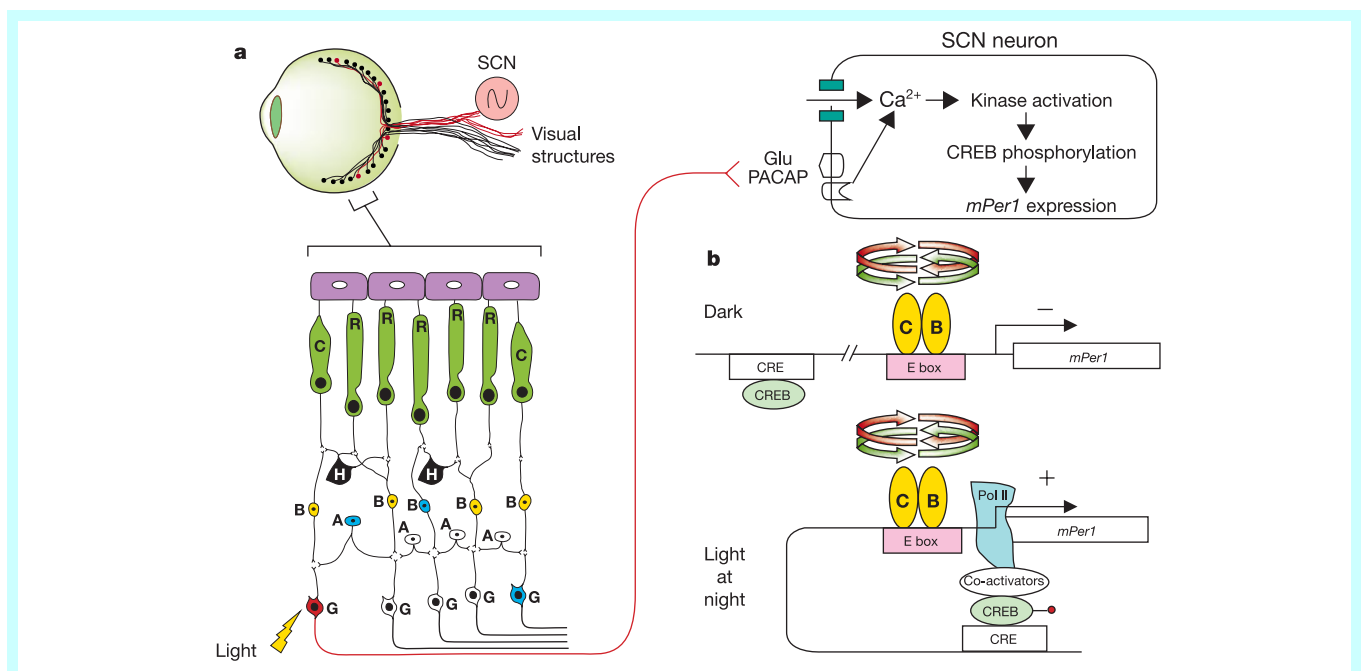 a
SCN
Visual
structures
SCN neuron
Ca2+
Kinase activation
CREB phosphorylation
mPer1 expression
Glu
PACAP
C
R
R
R
R
R
C
H
H
B
B
B
B
B
A
A
A
A
G
G
G
G
G
Light
b
Dark
C B
E box
−
mPer1
CRE
CREB
Light
at
night
C B
E box
Pol II
+
mPer1
Co-activators
CREB
CRE